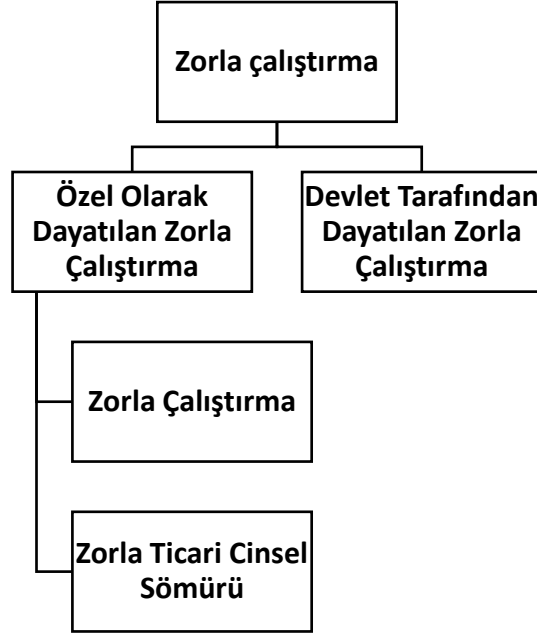 Zorla çalıştırma
Özel Olarak
Dayatılan Zorla
Çalıştırma
Devlet Tarafından
Dayatılan Zorla
Çalıştırma
Zorla Çalıştırma
Zorla Ticari Cinsel
Sömürü